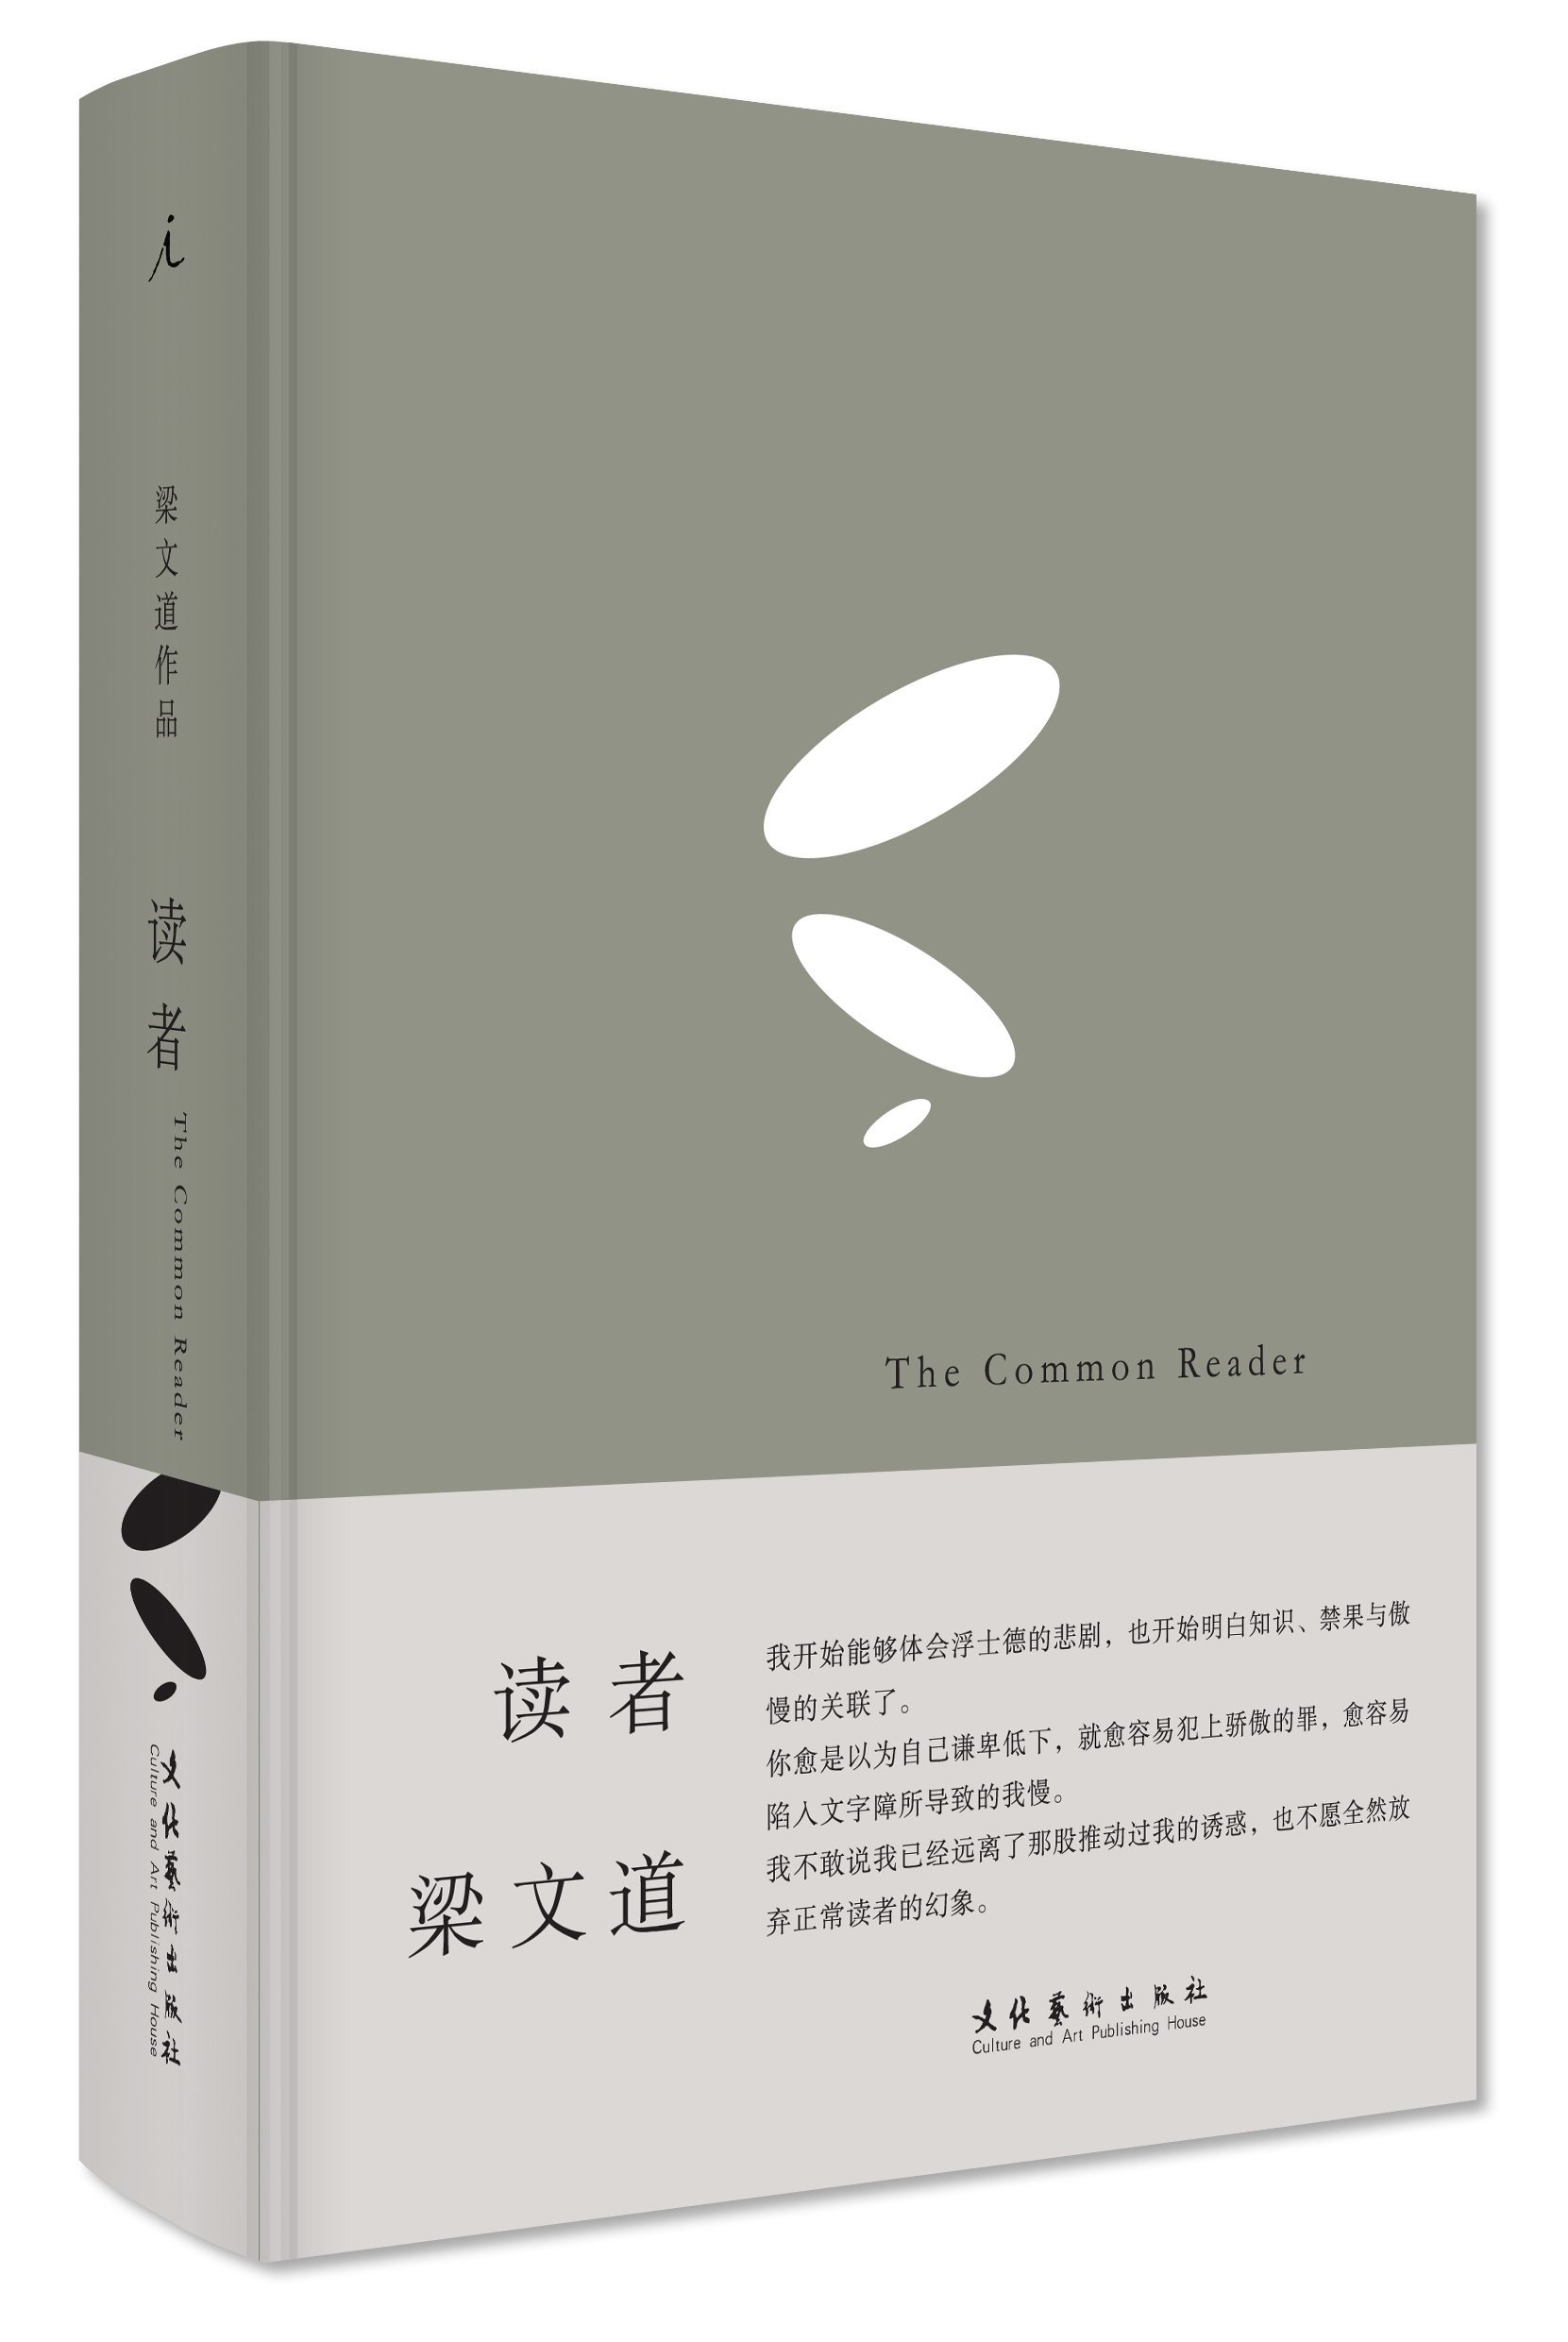 梁文道作品
读者
The Common Reader
文化藝術出版社
Culture and Art Publishing House
The Common Reader
读者
梁文道
我开始能够体会浮士德的悲剧，也开始明白知识、禁果与傲
慢的关联了。
你愈是以为自己谦卑低下，就愈容易犯上骄傲的罪，愈容易
陷入文字障所导致的我慢。
我不敢说我已经远离了那股推动过我的诱惑，也不愿全然放
弃正常读者的幻象。
文化藝術出版社
Culture and Art Publishing House